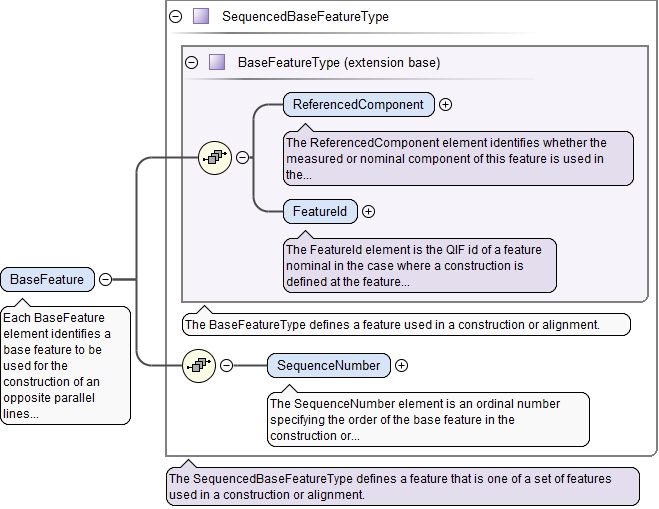 SequencedBaseFeatureType
BaseFeatureType (extension base)
ReferencedComponent
The ReferencedComponent element identifies whether the
measured or nominal component of this feature is used in
the...
FeatureId
The FeatureId element is the QIF id of a feature
nominal in the case where a construction is
defined at the feature...
BaseFeature
Each BaseFeature
element identifies a
base feature to be
used for the
construction of an
opposite parallel
lines...
The BaseFeatureType defines a feature used in a construction or alignment.
SequenceNumber
The SequenceNumber element is an ordinal number
specifying the order of the base feature in the
construction or...
The SequencedBaseFeatureType defines a feature that is one of a set of features
used in a construction or alignment.